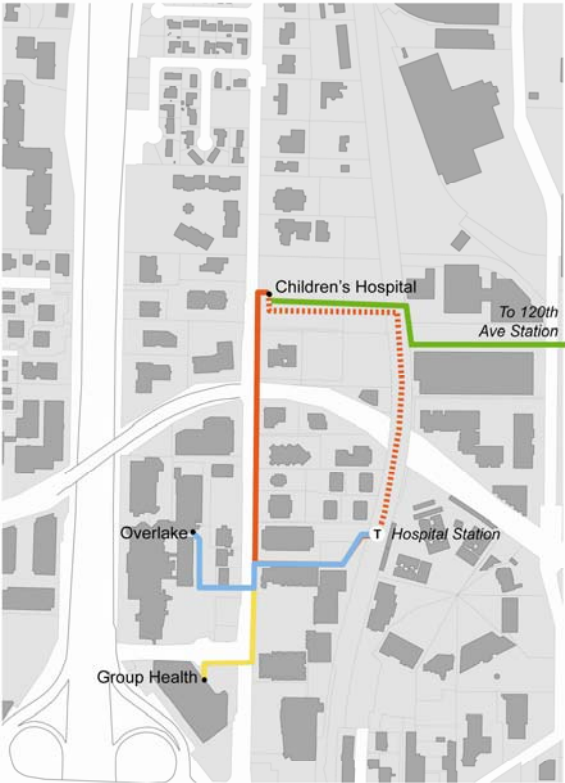 Children's Hospital
To 120th
Ave Station
Overlake
T
Hospital Station
Group Health